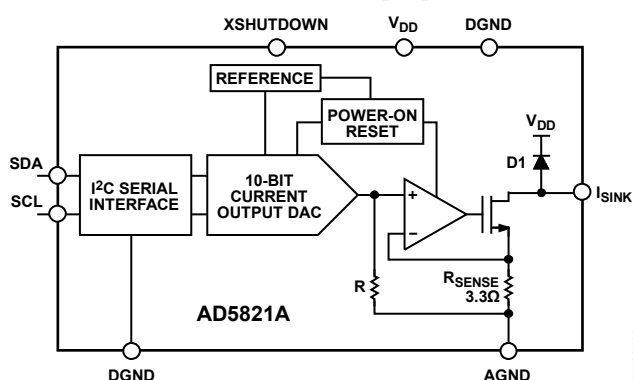 XSHUTDOWN
VDD
DGND
REFERENCE
POWER-ON
RESET
VDD
D1
SDA
SCL
I2C SERIAL
INTERFACE
10-BIT
CURRENT
OUTPUT DAC
+
–
ISINK
R
RSENSE
3.3Ω
AD5821A
DGND
AGND